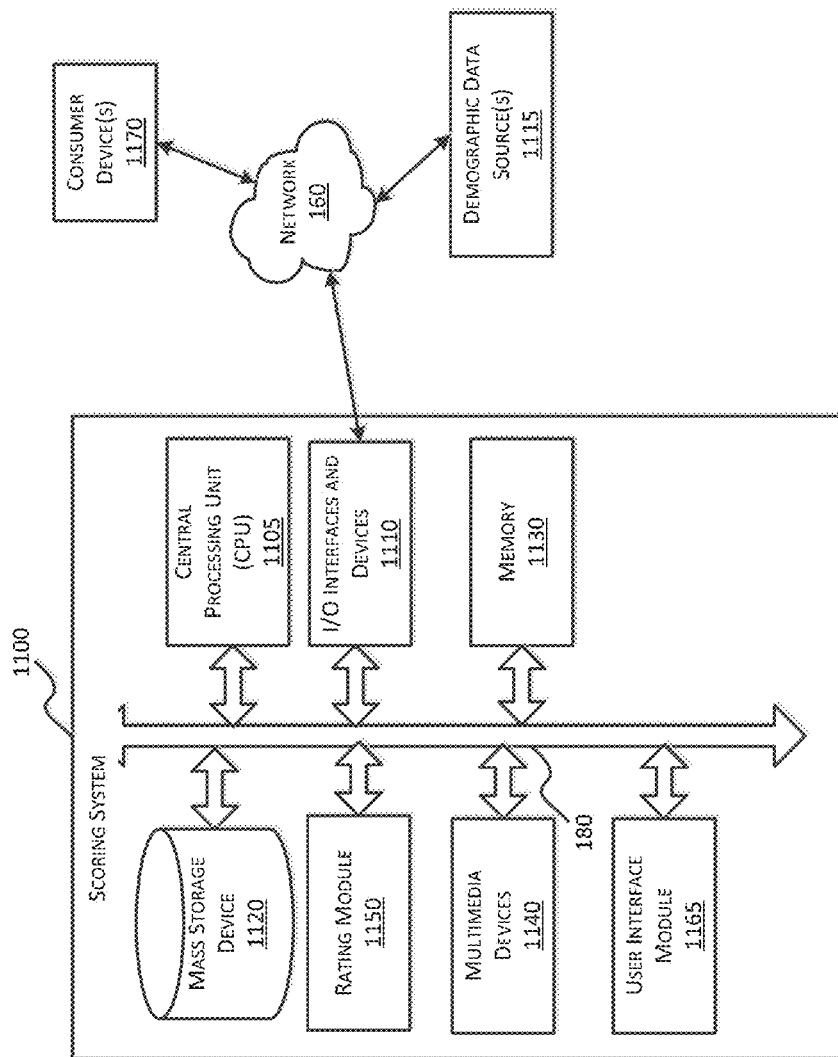 1100
SCORING SYSTEM
MASS STORAGE
DEVICE
1120
RATING MODULE
1150
MULTIMEDIA
DEVICES
1140
USER INTERFACE
MODULE
1165
180
CENTRAL
PROCESSING UNIT
(CPU)
1105
I/O INTERFACES AND
DEVICES
1110
MEMORY
1130
NETWORK
160
CONSUMER
DEVICE(S)
1170
DEMOGRAPHIC DATA
SOURCE(S)
1115